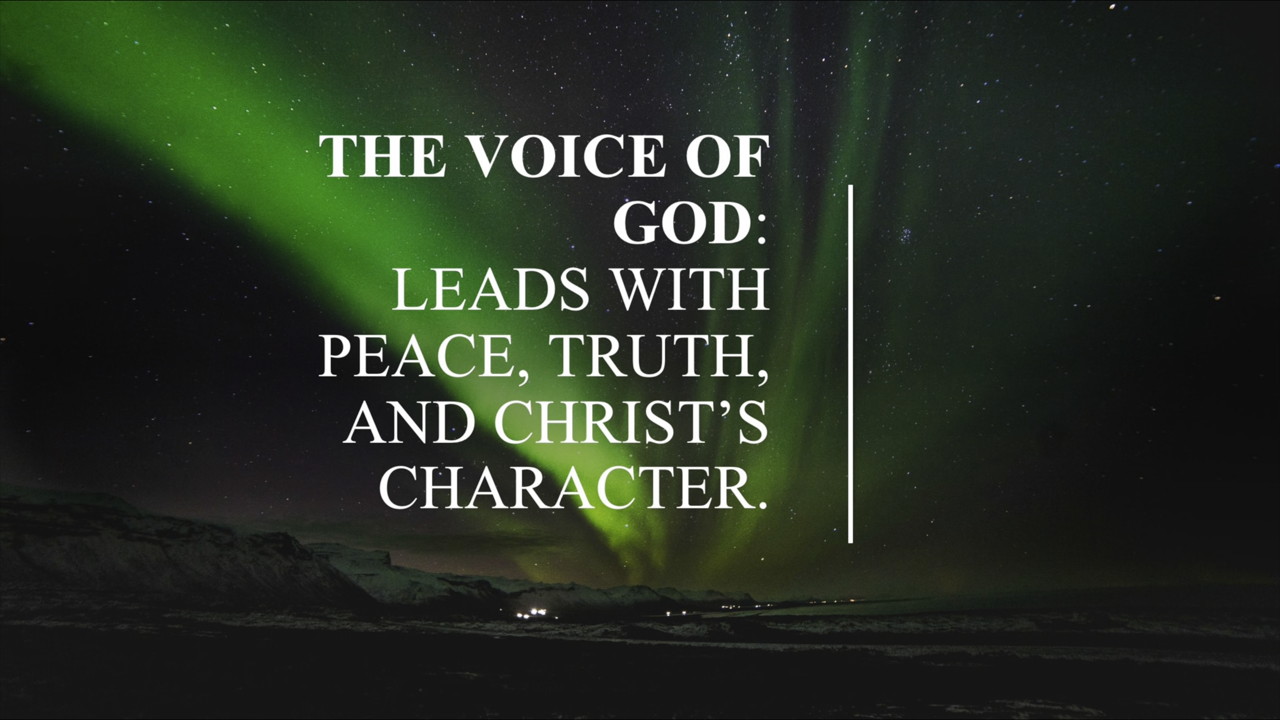 THE VOICE OF
GOD:
LEADS WITH
PEACE, TRUTH,
AND CHRIST’S
CHARACTER.